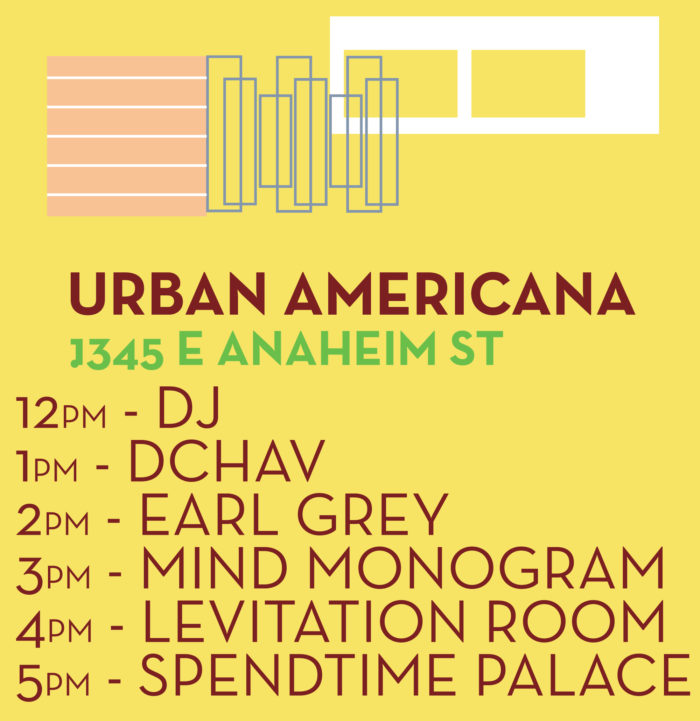 URBAN AMERICANA
1345 E ANAHEIM ST
12PM - DJ
1PM - DCHAV
2PM - EARL GREY
3PM - MIND MONOGRAM
4PM - LEVITATION ROOM
5PM - SPENDTIME PALACE